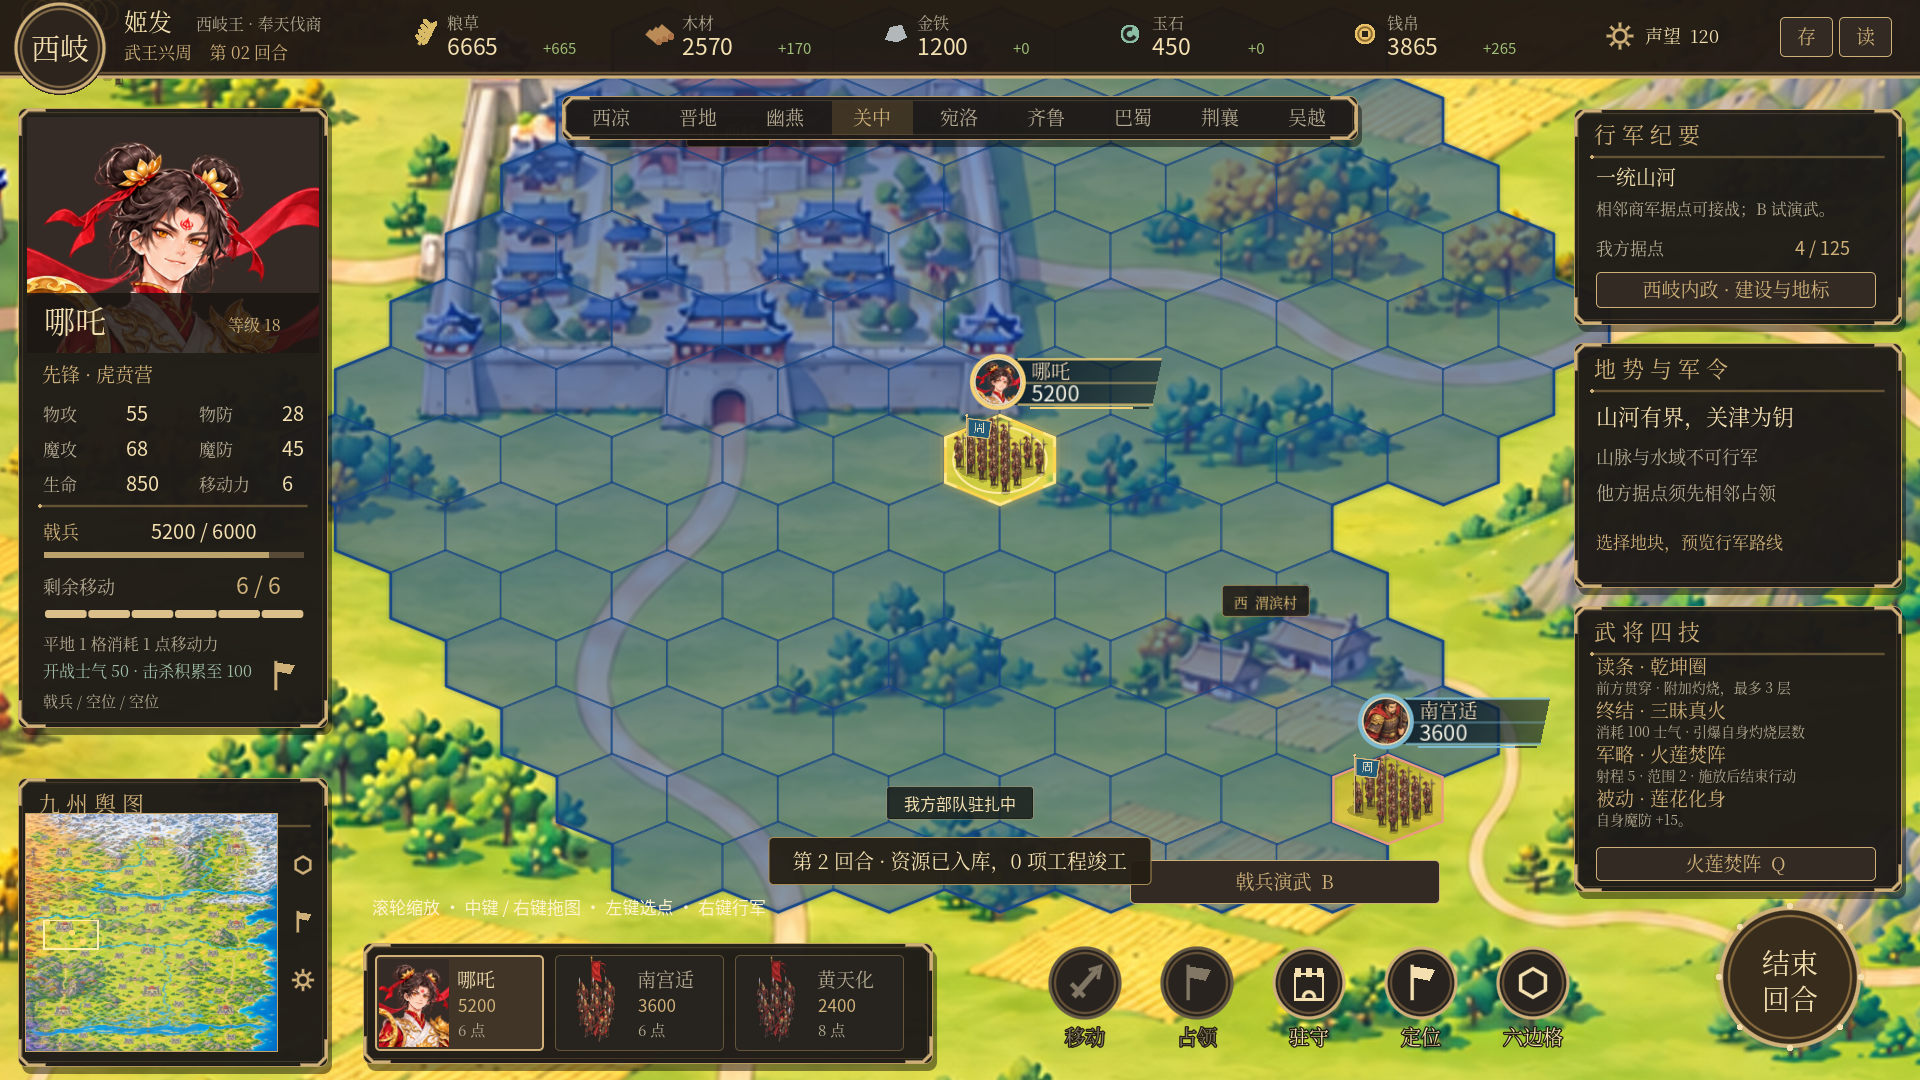 西岐
姬发 西岐王 · 奉天伐商
武王兴周 第 02 回合
粮草 6665 +665
木材 2570 +170
金铁 1200 +0
玉石 450 +0
钱帛 3865 +265
声望 120
存 读
西凉 晋地 幽燕 关中 宛洛 齐鲁 巴蜀 荆襄 吴越
哪吒 等级 18
先锋 · 虎贲营
物攻 55 物防 28
魔攻 68 魔防 45
生命 850 移动力 6
戟兵 5200 / 6000
剩余移动 6 / 6
平地 1 格消耗 1 点移动力
开战士气 50 · 击杀积累至 100
戟兵 / 空位 / 空位
九州舆图
哪吒
5200
周
西 渭滨村
南宫适
3600
周
我方部队驻扎中
第 2 回合 · 资源已入库，0 项工程竣工
戟兵演武 B
滚轮缩放 · 中键 / 右键拖图 · 左键选点 · 右键行军
哪吒
5200
6 点
南宫适
3600
6 点
黄天化
2400
8 点
移动 占领 驻守 定位 六边格
行军纪要
一统山河
相邻商军据点可接战；B 试演武。
我方据点 4 / 125
西岐内政 · 建设与地标
地势与军令
山河有界，关津为钥
山脉与水域不可行军
他方据点须先相邻占领
选择地块，预览行军路线
武将四技
读条 · 乾坤圈
前方贯穿 · 附加灼烧，最多 3 层
终结 · 三昧真火
消耗 100 士气 · 引爆自身灼烧层数
军略 · 火莲焚阵
射程 5 · 范围 2 · 施放后结束行动
被动 · 莲花化身
自身魔防 +15。
火莲焚阵 Q
结束
回合